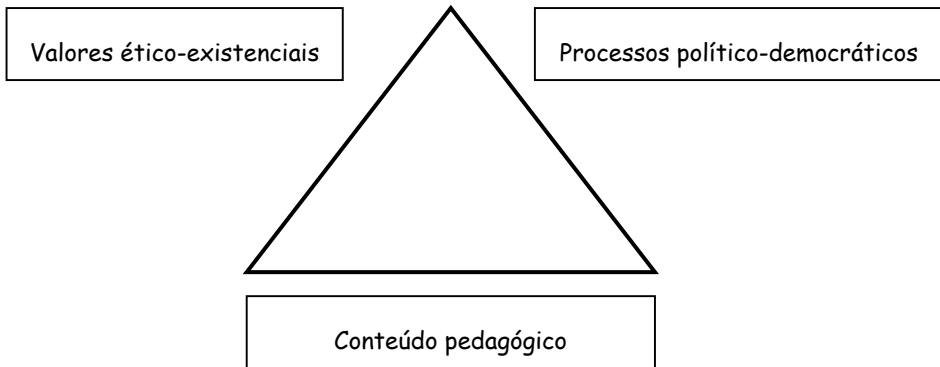 Valores ético-existenciais
Processos político-democráticos
Conteúdo pedagógico